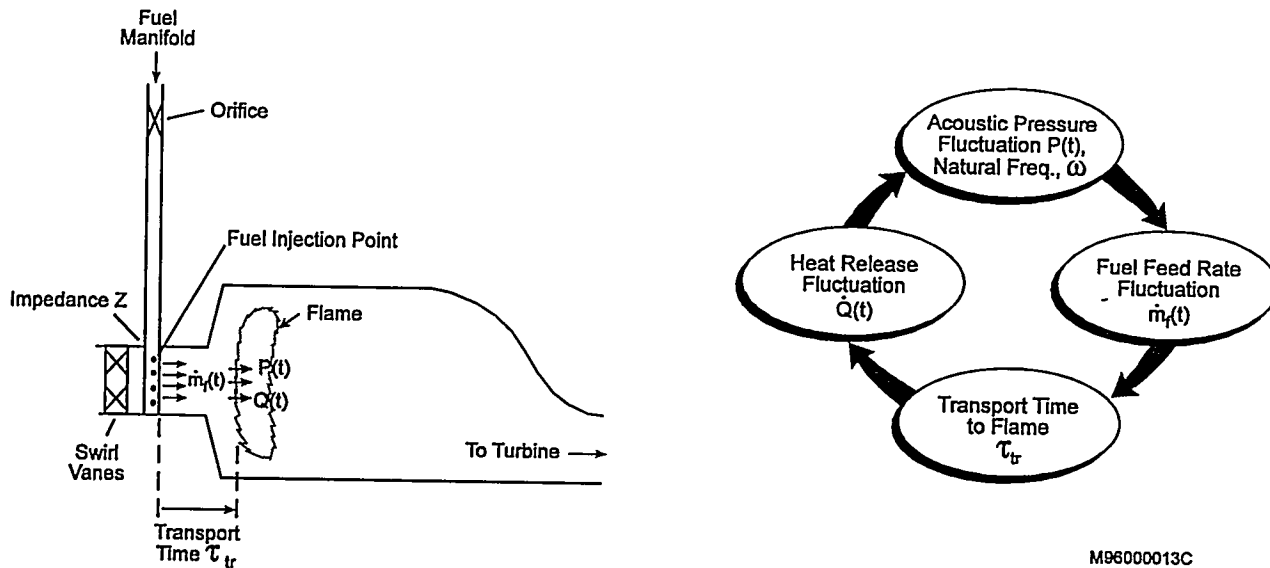 Fuel
Manifold
Orifice
Fuel Injection Point
Impedance Z
Flame
ṁf(t)
P(t)
Q(t)
Swirl
Vanes
To Turbine
Transport
Time τtr
Acoustic Pressure
Fluctuation P(t),
Natural Freq., ω
Heat Release
Fluctuation
Q̇(t)
Fuel Feed Rate
Fluctuation
ṁf(t)
Transport Time
to Flame
τtr
M96000013C